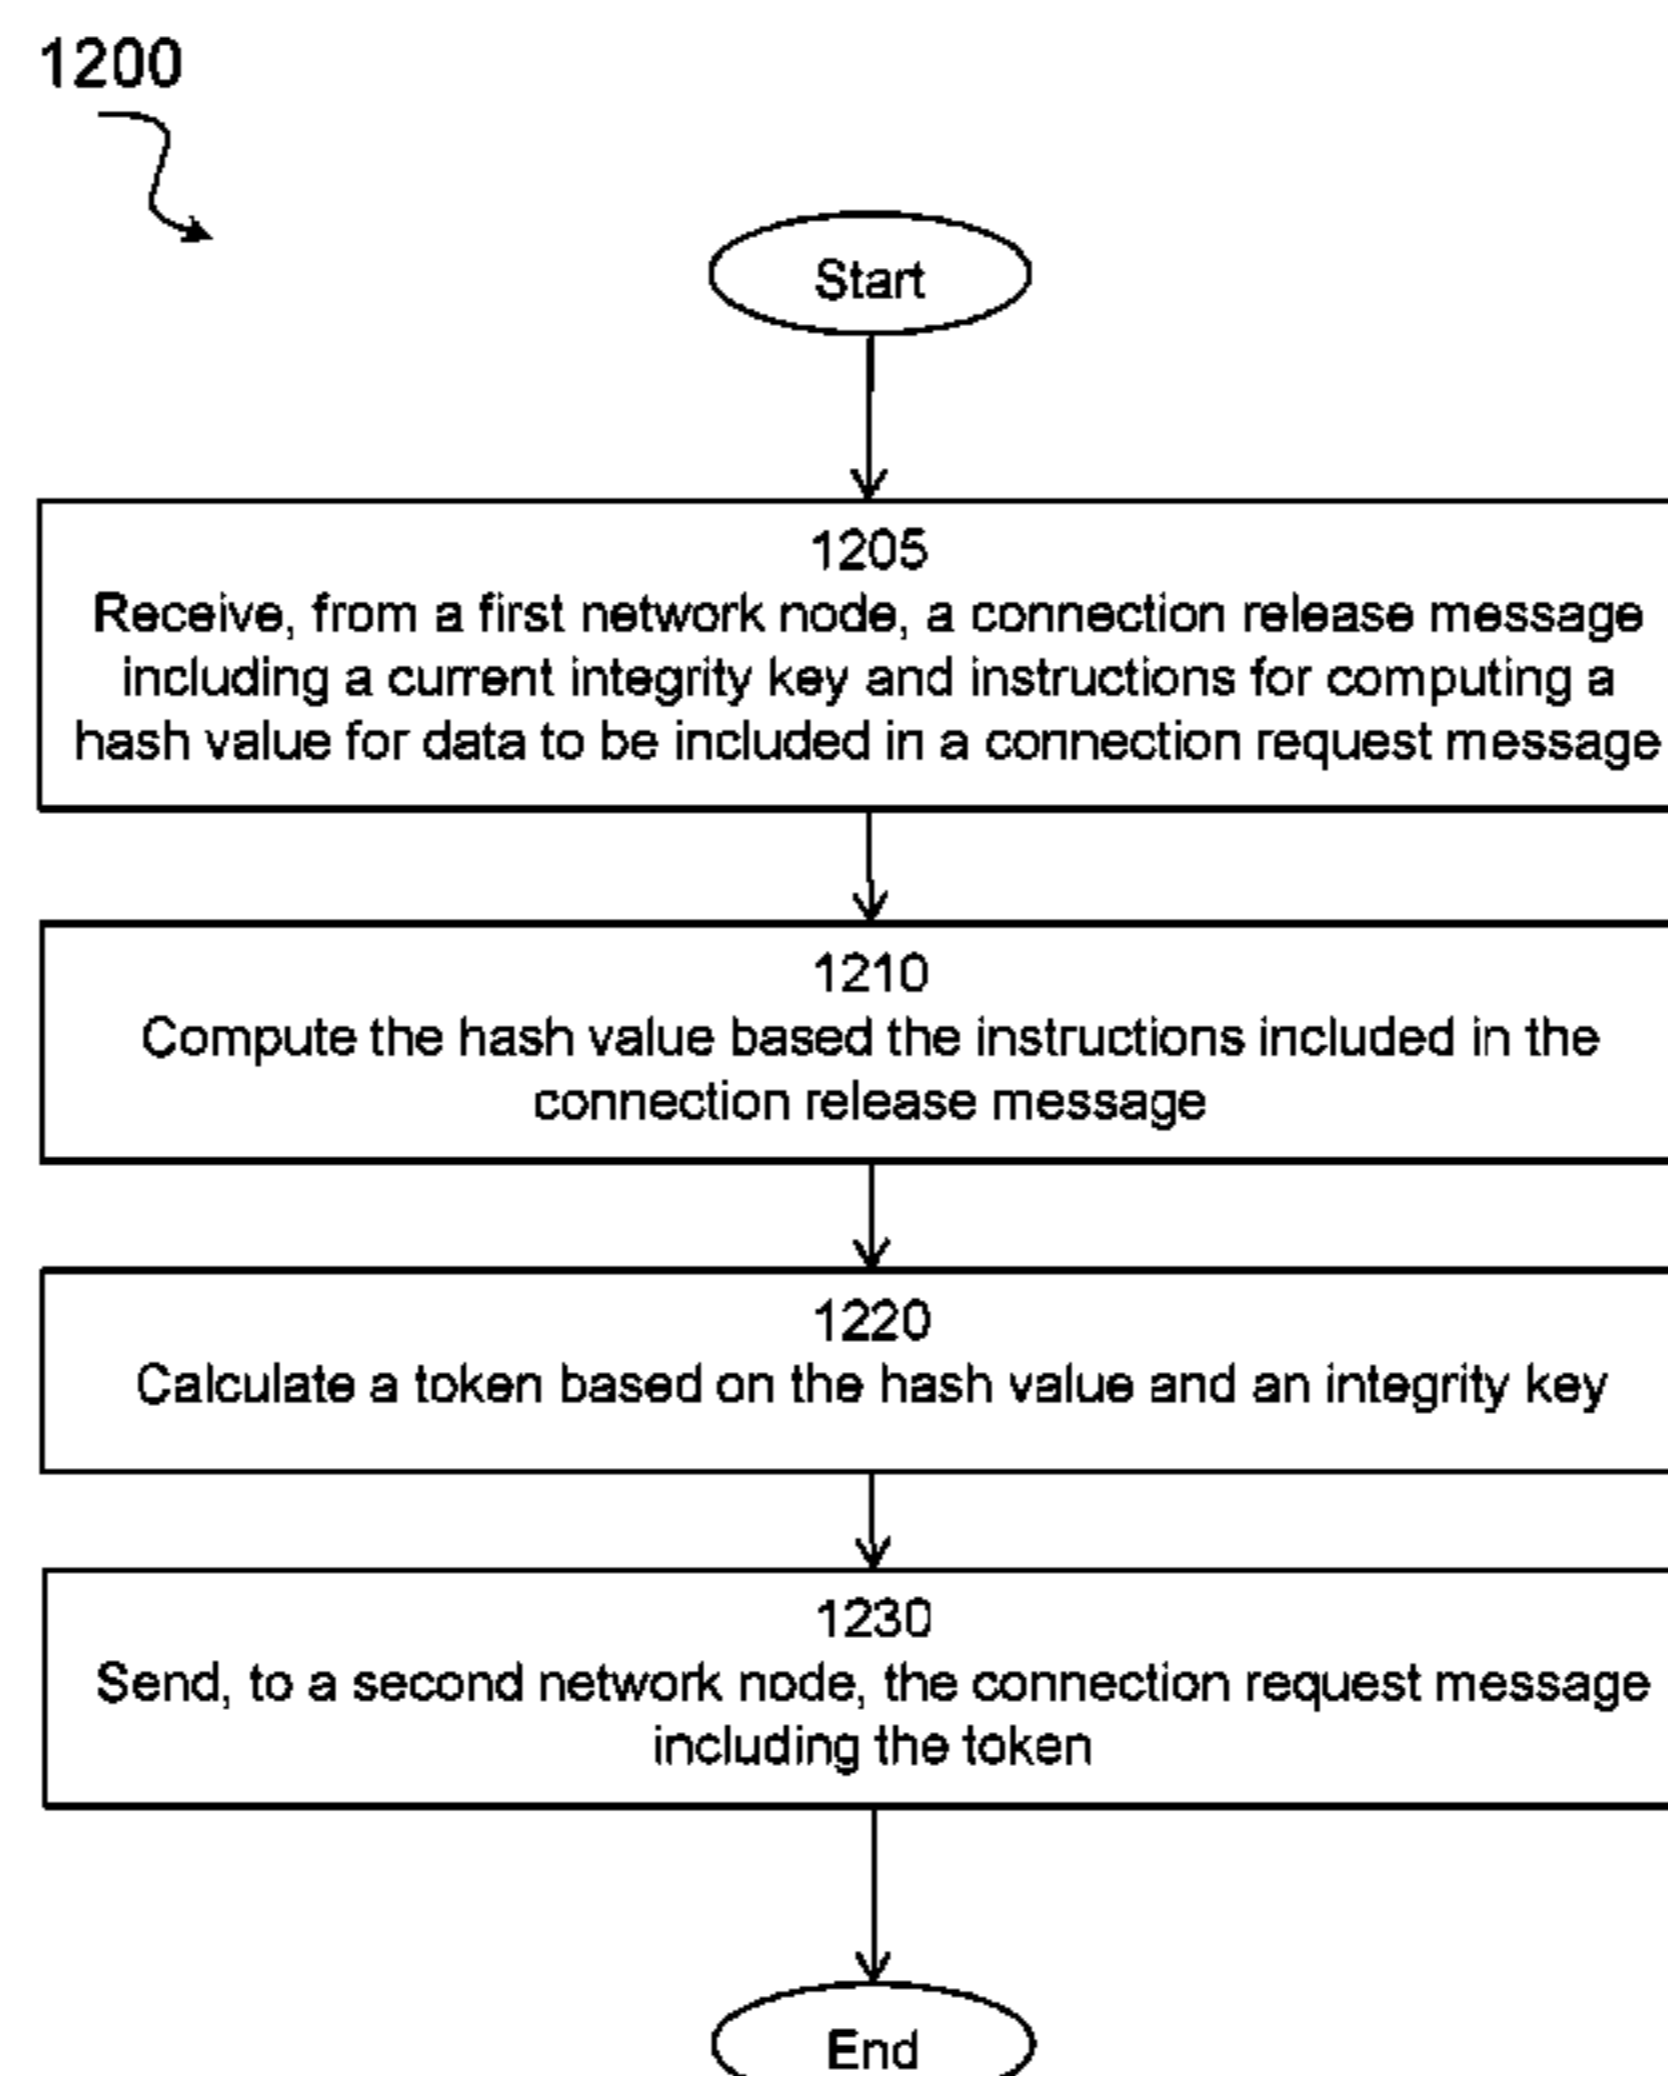 1200
Start
1205
Receive, from a first network node, a connection release message
including a current integrity key and instructions for computing a
hash value for data to be included in a connection request message
1210
Compute the hash value based the instructions included in the
connection release message
1220
Calculate a token based on the hash value and an integrity key
1230
Send, to a second network node, the connection request message
including the token
End